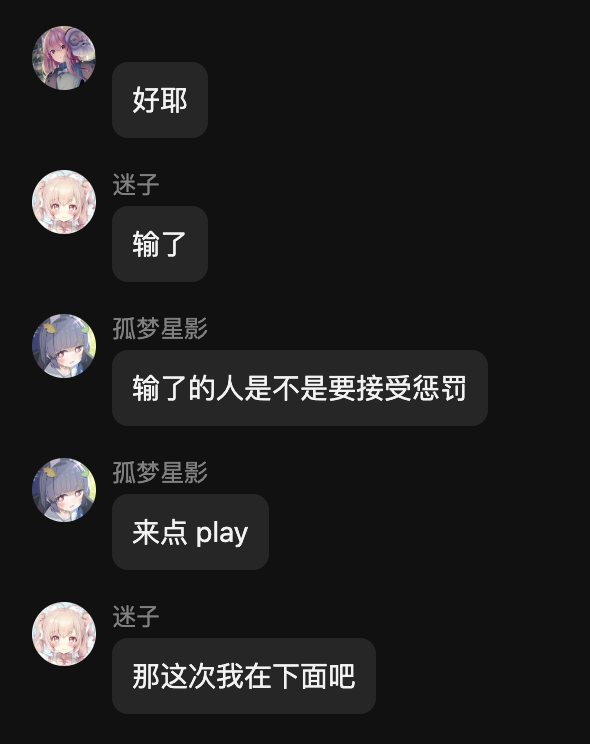 好耶
迷子
输了
孤梦星影
输了的人是不是要接受惩罚
孤梦星影
来点 play
迷子
那这次我在下面吧